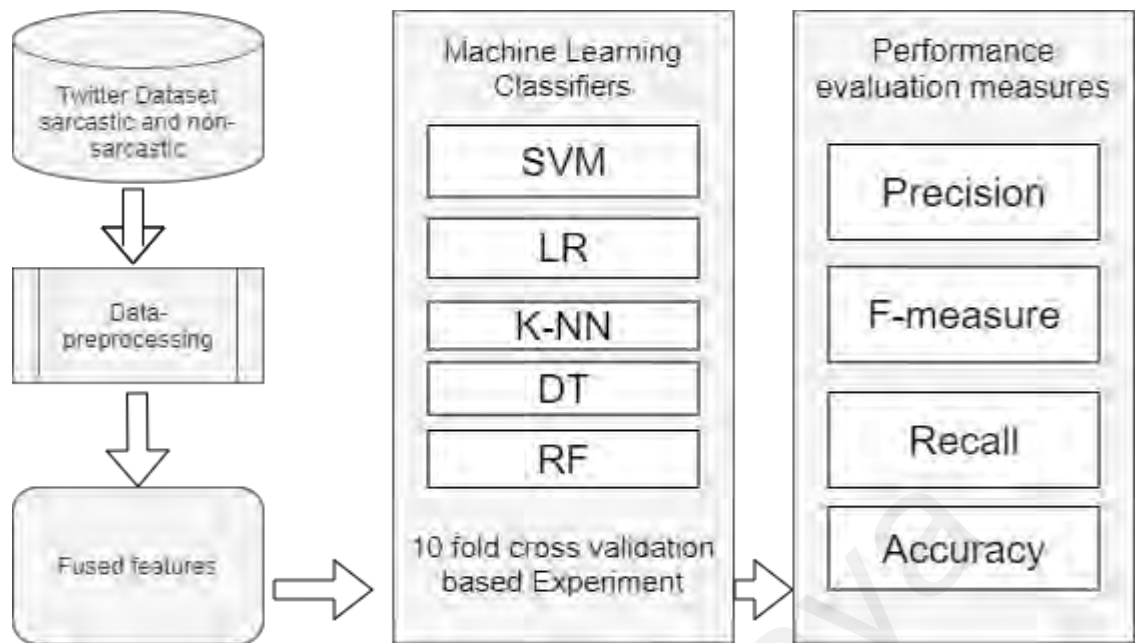 Twitter Dataset
sarcastic and non-
sarcastic
Data-
preprocessing
Fused features
Machine Learning
Classifiers
SVM
LR
K-NN
DT
RF
10 fold cross validation
based Experiment
Performance
evaluation measures
Precision
F-measure
Recall
Accuracy